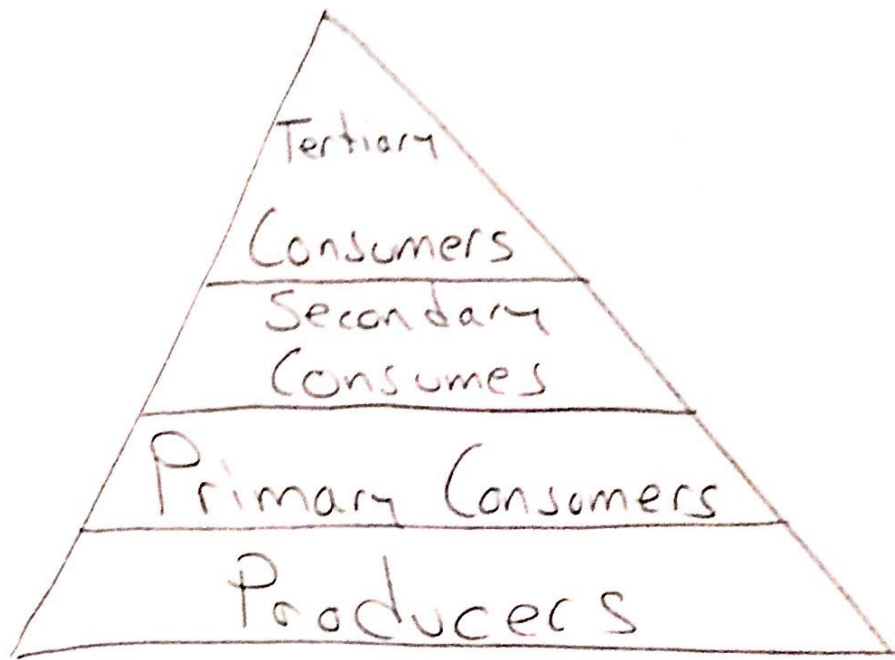 Tertiary
Consumers
Secondary
Consumes
Primary Consumers
Producers